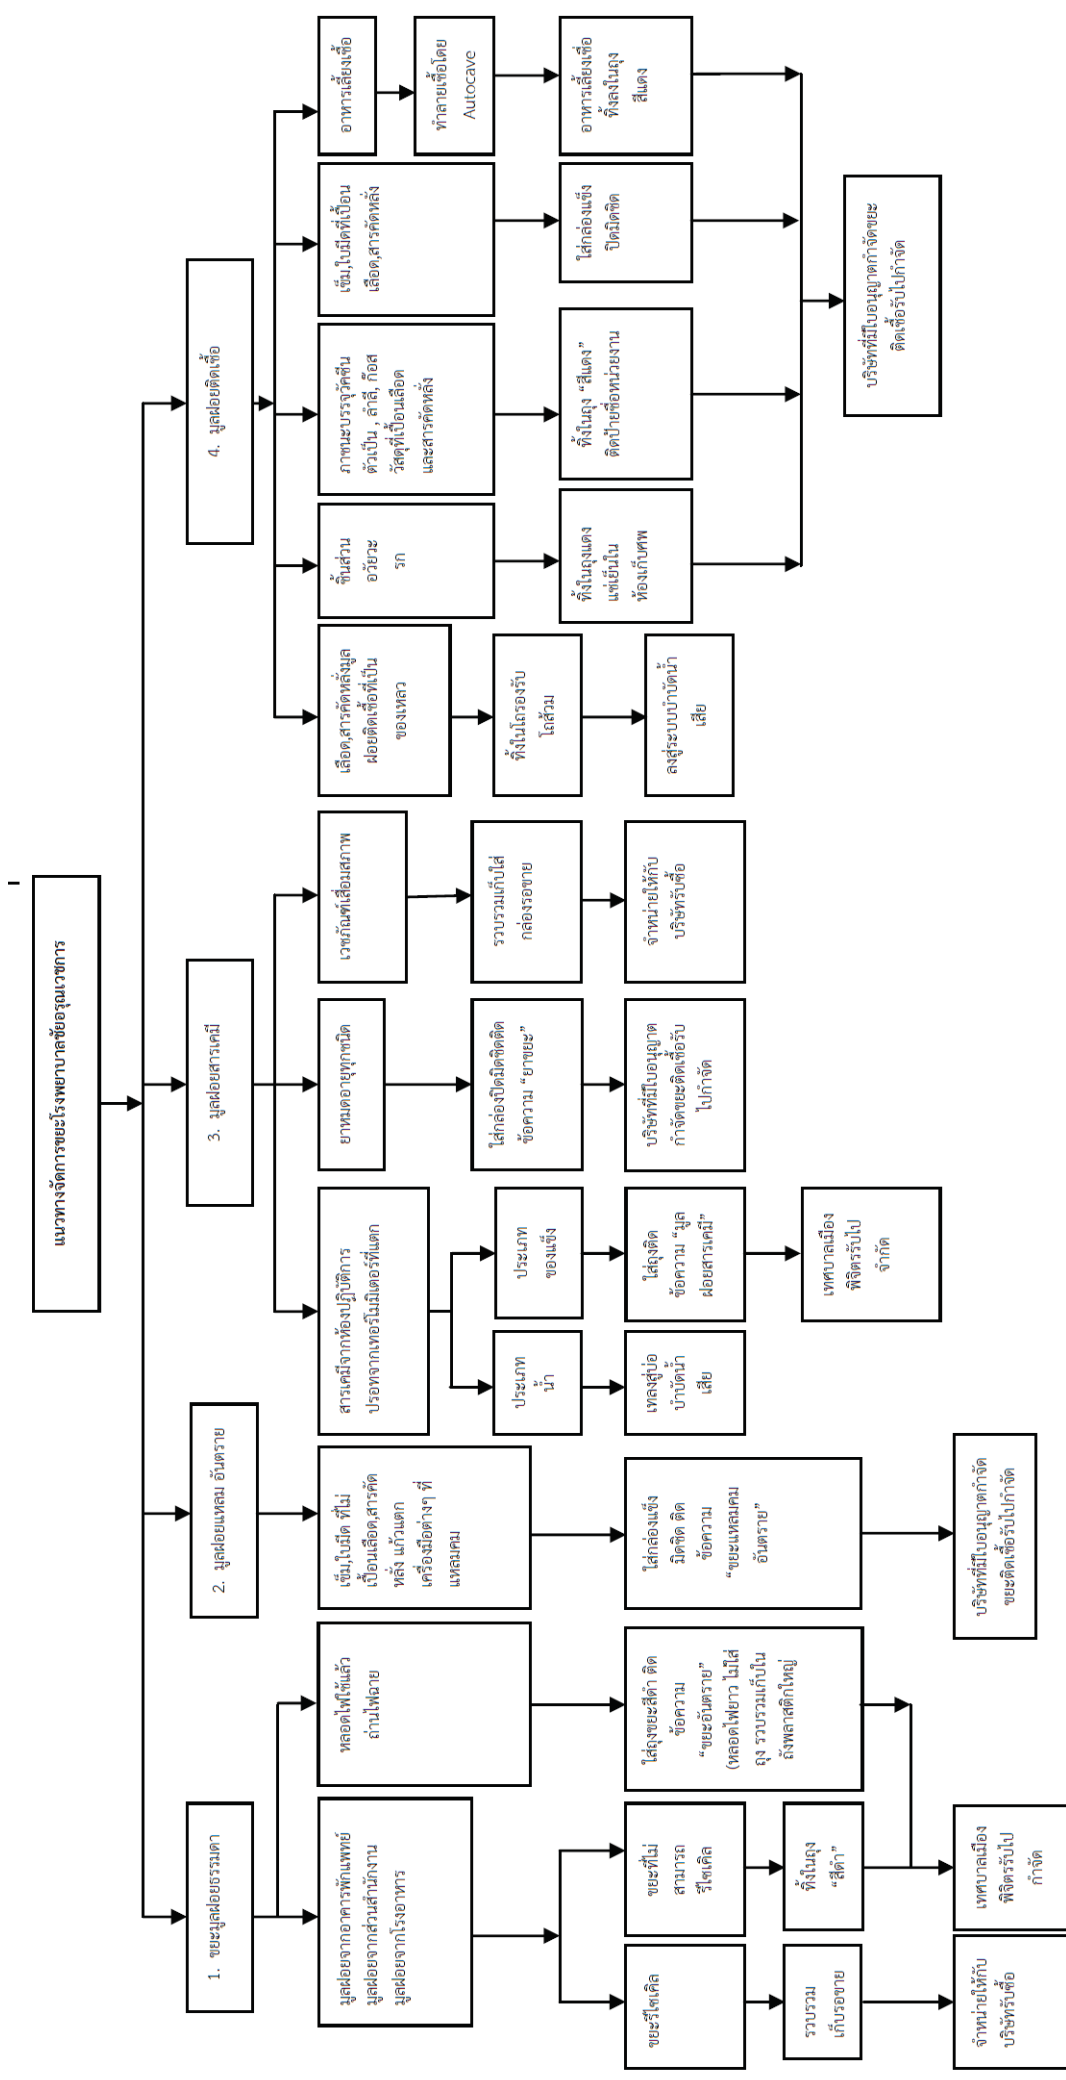 แนวทางจัดการขยะโรงพยาบาลชัยอรุณเวชการ
1. ขยะมูลฝอยธรรมดา
2. มูลฝอยแหลม อันตราย
3. มูลฝอยสารเคมี
4. มูลฝอยติดเชื้อ
มูลฝอยจากอาคารพักแพทย์
มูลฝอยจากส่วนสำนักงาน
มูลฝอยจากโรงอาหาร
หลอดไฟใช้แล้ว
ถ่านไฟฉาย
เข็ม,ใบมีด ที่ไม่
เปื้อนเลือด,สารคัด
หลั่ง แก้วแตก
เครื่องมือต่างๆ ที่
แหลมคม
สารเคมีจากห้องปฏิบัติการ
ปรอทจากเทอร์โมมิเตอร์ที่แตก
ยาหมดอายุทุกชนิด
เวชภัณฑ์เสื่อมสภาพ
เลือด,สารคัดหลั่งมูล
ฝอยติดเชื้อที่เป็น
ของเหลว
ชิ้นส่วน
อวัยวะ
รก
ภาชนะบรรจุวัคซีน
ตัวเป็น , สำลี, ก๊อส
วัสดุที่เปื้อนเลือด
และสารคัดหลั่ง
เข็ม,ใบมีดที่เปื้อน
เลือด,สารคัดหลั่ง
อาหารเลี้ยงเชื้อ
ทำลายเชื้อโดย
Autocave
ขยะรีไซเคิล
ขยะที่ไม่
สามารถ
รีไซเคิล
ใส่ถุงขยะสีดำ ติด
ข้อความ
“ขยะอันตราย”
(หลอดไฟยาว ไม่ใส่
ถุง รวบรวมเก็บใน
ถังพลาสติกใหญ่
ใส่กล่องแข็ง
มิดชิด ติด
ข้อความ
“ขยะแหลมคม
อันตราย”
ประเภท
น้ำ
ประเภท
ของแข็ง
ใส่กล่องปิดมิดชิดติด
ข้อความ “ยาขยะ”
รวบรวมเก็บใส่
กล่องรอขาย
ทิ้งในโถรองรับ
โถส้วม
ทิ้งในถุงแดง
แช่เย็นใน
ห้องเก็บศพ
ทิ้งในถุง “สีแดง”
ติดป้ายชื่อหน่วยงาน
ใส่กล่องแข็ง
ปิดมิดชิด
อาหารเลี้ยงเชื้อ
ทิ้งลงในถุง
สีแดง
เทลงสู่บ่อ
บำบัดน้ำ
เสีย
ใส่ถุงติด
ข้อความ “มูล
ฝอยสารเคมี”
บริษัทที่มีใบอนุญาต
กำจัดขยะติดเชื้อรับ
ไปกำจัด
จำหน่ายให้กับ
บริษัทรับซื้อ
ลงสู่ระบบบำบัดน้ำ
เสีย
รวบรวม
เก็บรอขาย
ทิ้งในถุง
“สีดำ”
เทศบาลเมือง
พิจิตรรับไป
จำกัด
บริษัทที่มีใบอนุญาตกำจัดขยะ
ติดเชื้อรับไปกำจัด
จำหน่ายให้กับ
บริษัทรับซื้อ
เทศบาลเมือง
พิจิตรรับไป
กำจัด
บริษัทที่มีใบอนุญาตกำจัด
ขยะติดเชื้อรับไปกำจัด